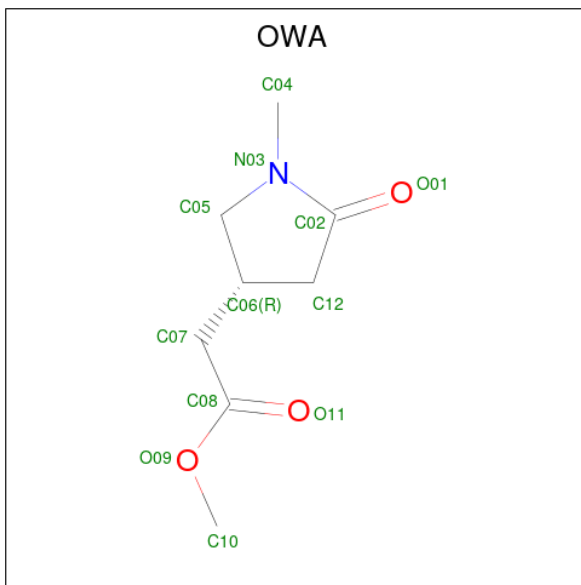 OWA
C04
N03
N
O
O01
C05
C02
C06(R)
C12
C07
C08
O
O11
O09
O
C10